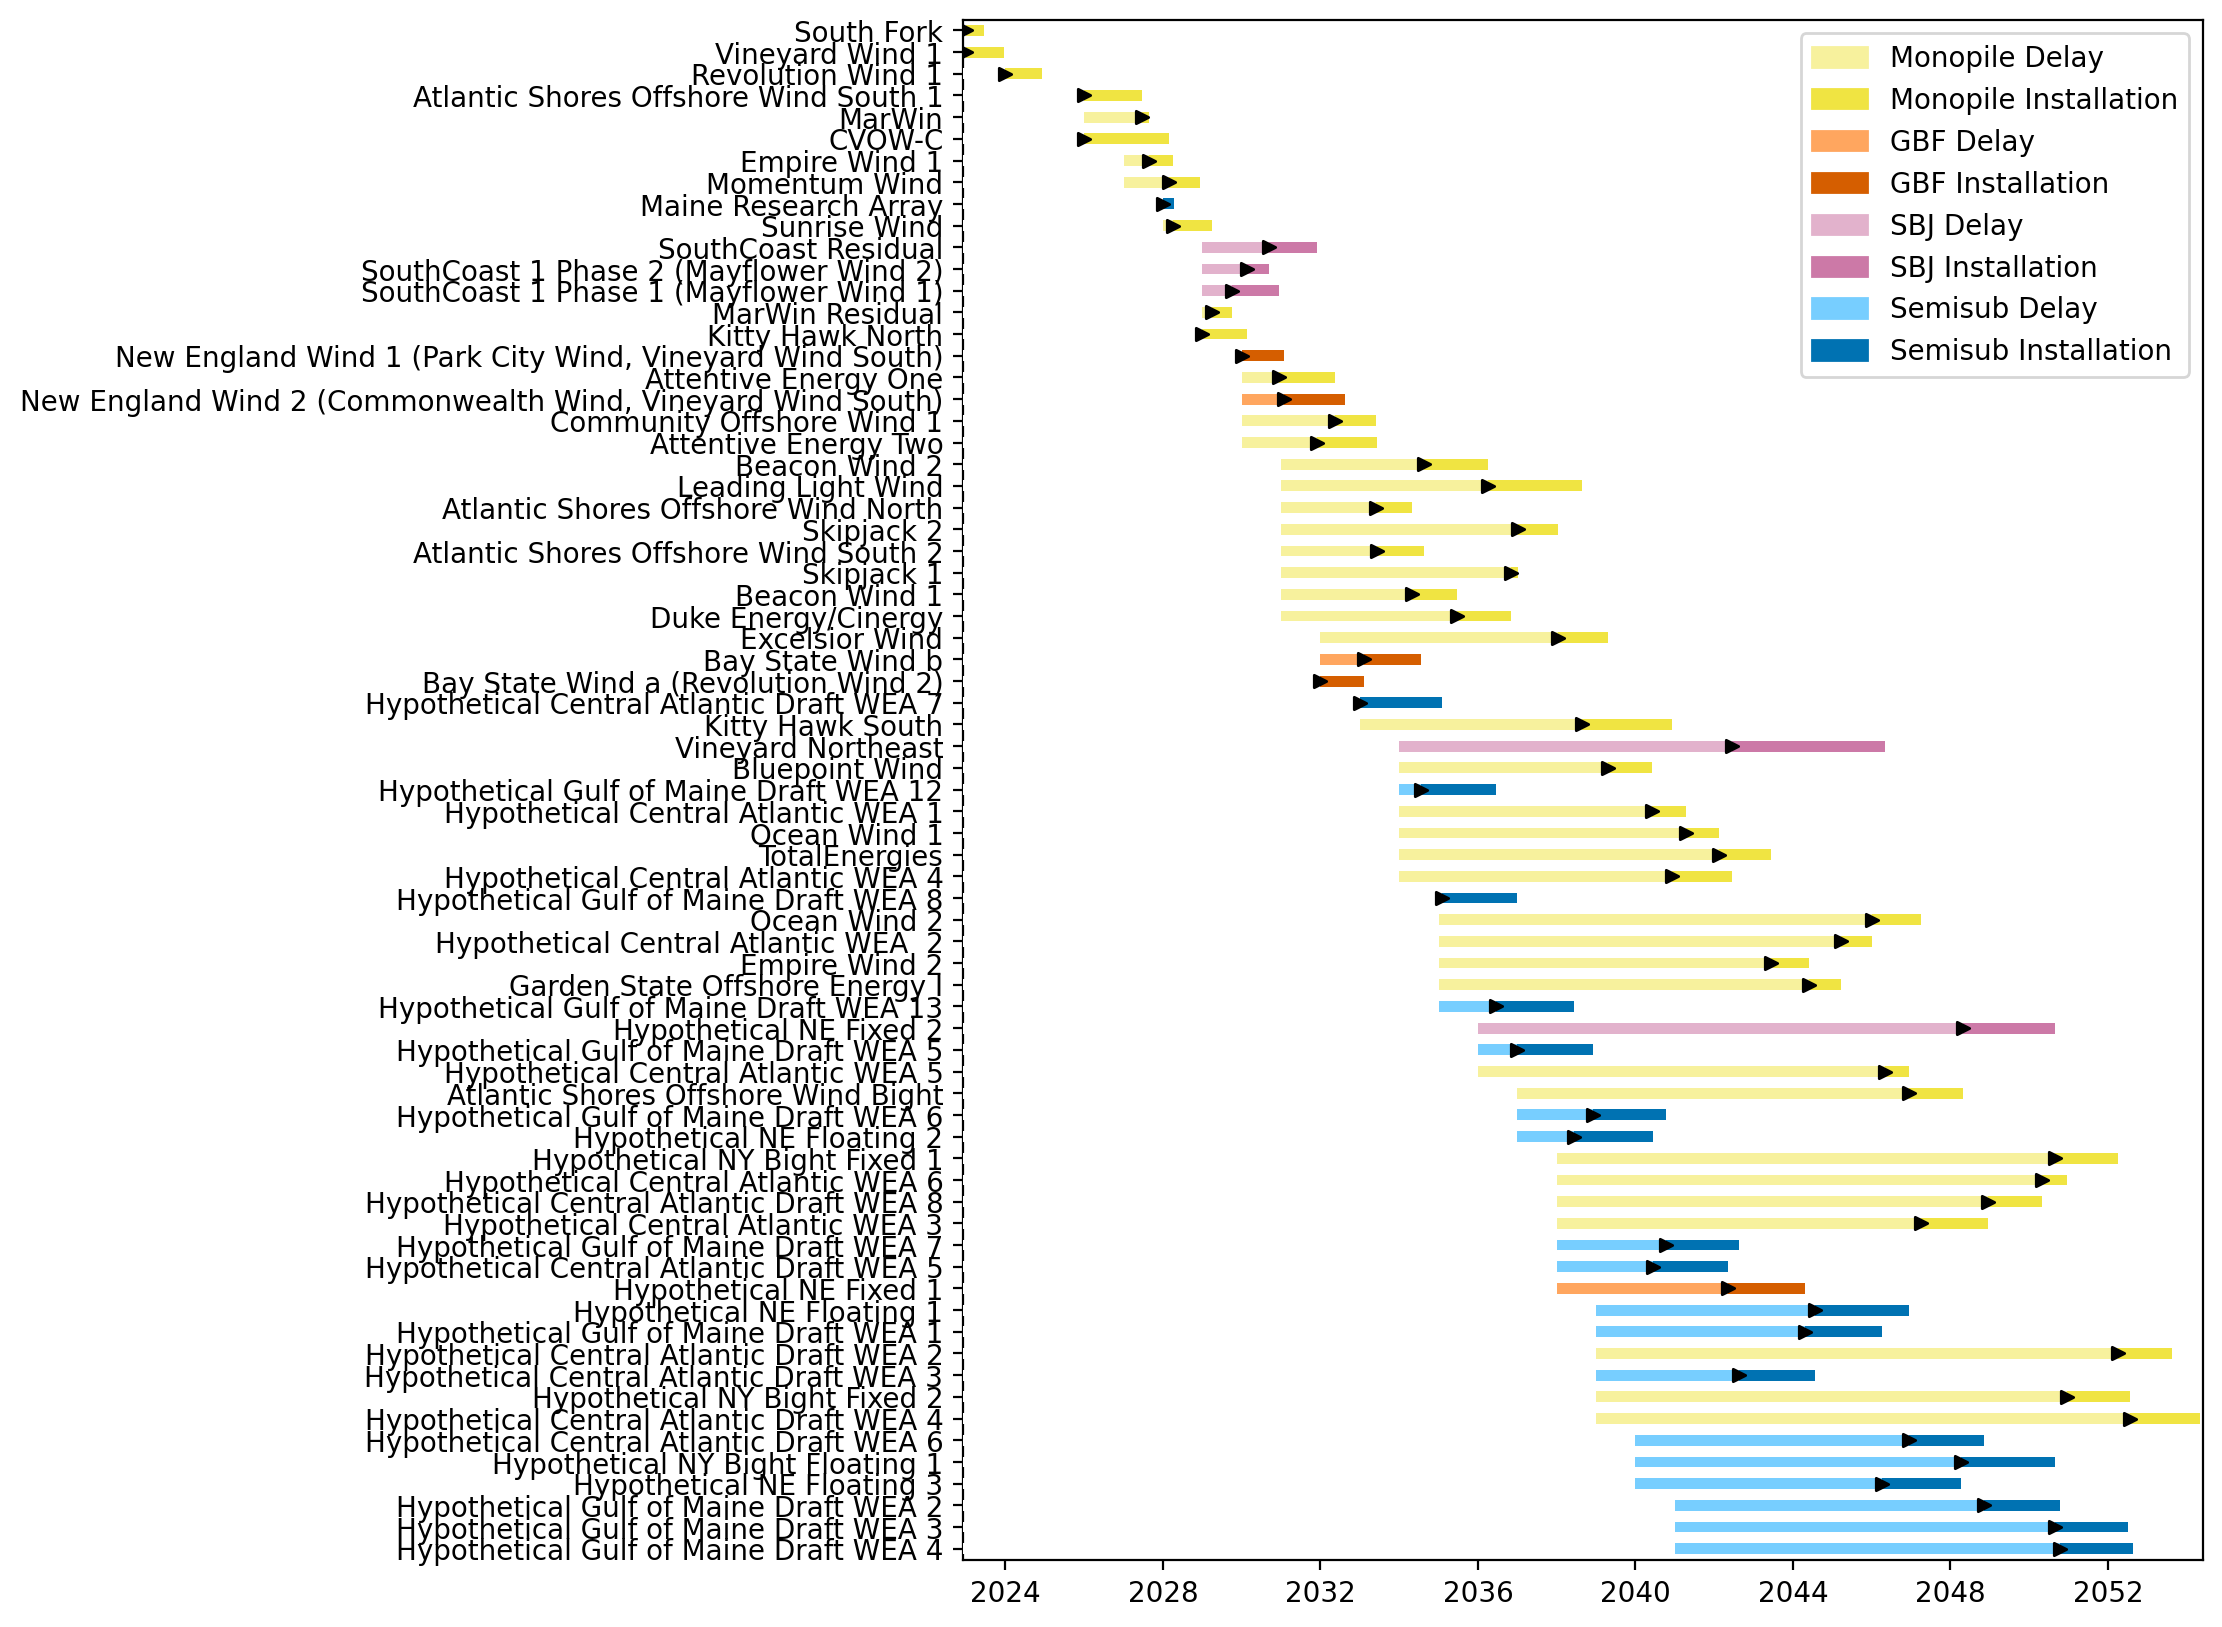 South Fork
Vineyard Wind 1
Revolution Wind 1
Atlantic Shores Offshore Wind South 1
MarWin
CVOW-C
Empire Wind 1
Momentum Wind
Maine Research Array
Sunrise Wind
SouthCoast Residual
SouthCoast 1 Phase 2 (Mayflower Wind 2)
SouthCoast 1 Phase 1 (Mayflower Wind 1)
MarWin Residual
Kitty Hawk North
New England Wind 1 (Park City Wind, Vineyard Wind South)
Attentive Energy One
New England Wind 2 (Commonwealth Wind, Vineyard Wind South)
Community Offshore Wind 1
Attentive Energy Two
Beacon Wind 2
Leading Light Wind
Atlantic Shores Offshore Wind North
Skipjack 2
Atlantic Shores Offshore Wind South 2
Skipjack 1
Beacon Wind 1
Duke Energy/Cinergy
Excelsior Wind
Bay State Wind b
Bay State Wind a (Revolution Wind 2)
Hypothetical Central Atlantic Draft WEA 7
Kitty Hawk South
Vineyard Northeast
Bluepoint Wind
Hypothetical Gulf of Maine Draft WEA 12
Hypothetical Central Atlantic WEA 1
Ocean Wind 1
TotalEnergies
Hypothetical Central Atlantic WEA 4
Hypothetical Gulf of Maine Draft WEA 8
Ocean Wind 2
Hypothetical Central Atlantic WEA  2
Empire Wind 2
Garden State Offshore Energy I
Hypothetical Gulf of Maine Draft WEA 13
Hypothetical NE Fixed 2
Hypothetical Gulf of Maine Draft WEA 5
Hypothetical Central Atlantic WEA 5
Atlantic Shores Offshore Wind Bight
Hypothetical Gulf of Maine Draft WEA 6
Hypothetical NE Floating 2
Hypothetical NY Bight Fixed 1
Hypothetical Central Atlantic WEA 6
Hypothetical Central Atlantic Draft WEA 8
Hypothetical Central Atlantic WEA 3
Hypothetical Gulf of Maine Draft WEA 7
Hypothetical Central Atlantic Draft WEA 5
Hypothetical NE Fixed 1
Hypothetical NE Floating 1
Hypothetical Gulf of Maine Draft WEA 1
Hypothetical Central Atlantic Draft WEA 2
Hypothetical Central Atlantic Draft WEA 3
Hypothetical NY Bight Fixed 2
Hypothetical Central Atlantic Draft WEA 4
Hypothetical Central Atlantic Draft WEA 6
Hypothetical NY Bight Floating 1
Hypothetical NE Floating 3
Hypothetical Gulf of Maine Draft WEA 2
Hypothetical Gulf of Maine Draft WEA 3
Hypothetical Gulf of Maine Draft WEA 4
Monopile Delay
Monopile Installation
GBF Delay
GBF Installation
SBJ Delay
SBJ Installation
Semisub Delay
Semisub Installation
2024 2028 2032 2036 2040 2044 2048 2052